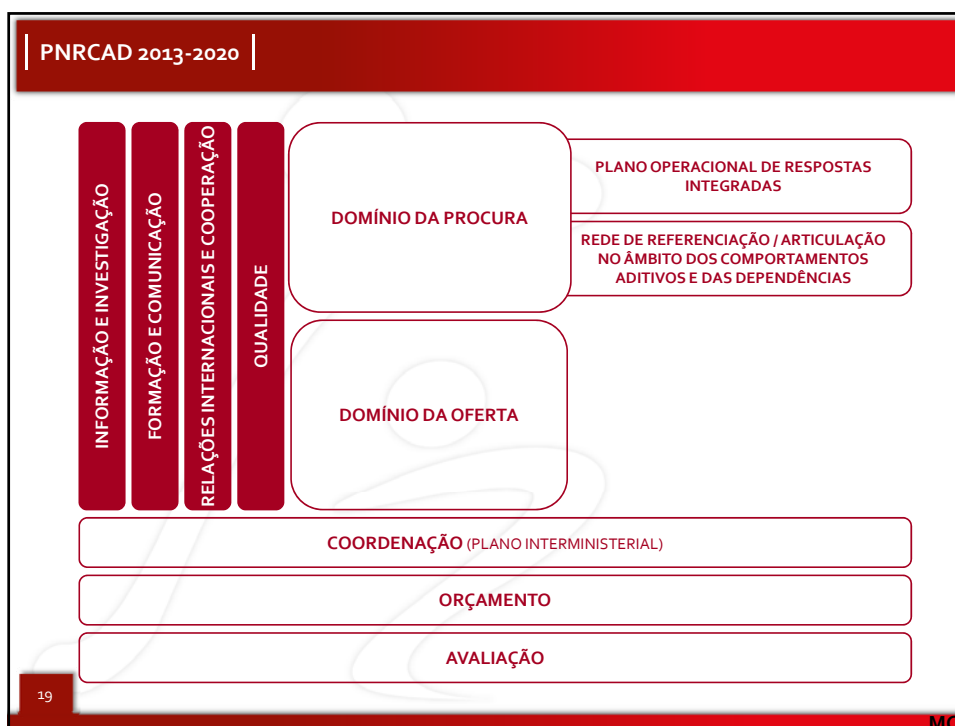 PNRCAD 2013-2020
INFORMAÇÃO E INVESTIGAÇÃO
FORMAÇÃO E COMUNICAÇÃO
RELAÇÕES INTERNACIONAIS E COOPERAÇÃO
QUALIDADE
DOMÍNIO DA PROCURA
PLANO OPERACIONAL DE RESPOSTAS
INTEGRADAS
REDE DE REFERENCIAÇÃO / ARTICULAÇÃO
NO ÂMBITO DOS COMPORTAMENTOS
ADITIVOS E DAS DEPENDÊNCIAS
DOMÍNIO DA OFERTA
COORDENAÇÃO (PLANO INTERMINISTERIAL)
ORÇAMENTO
AVALIAÇÃO
19